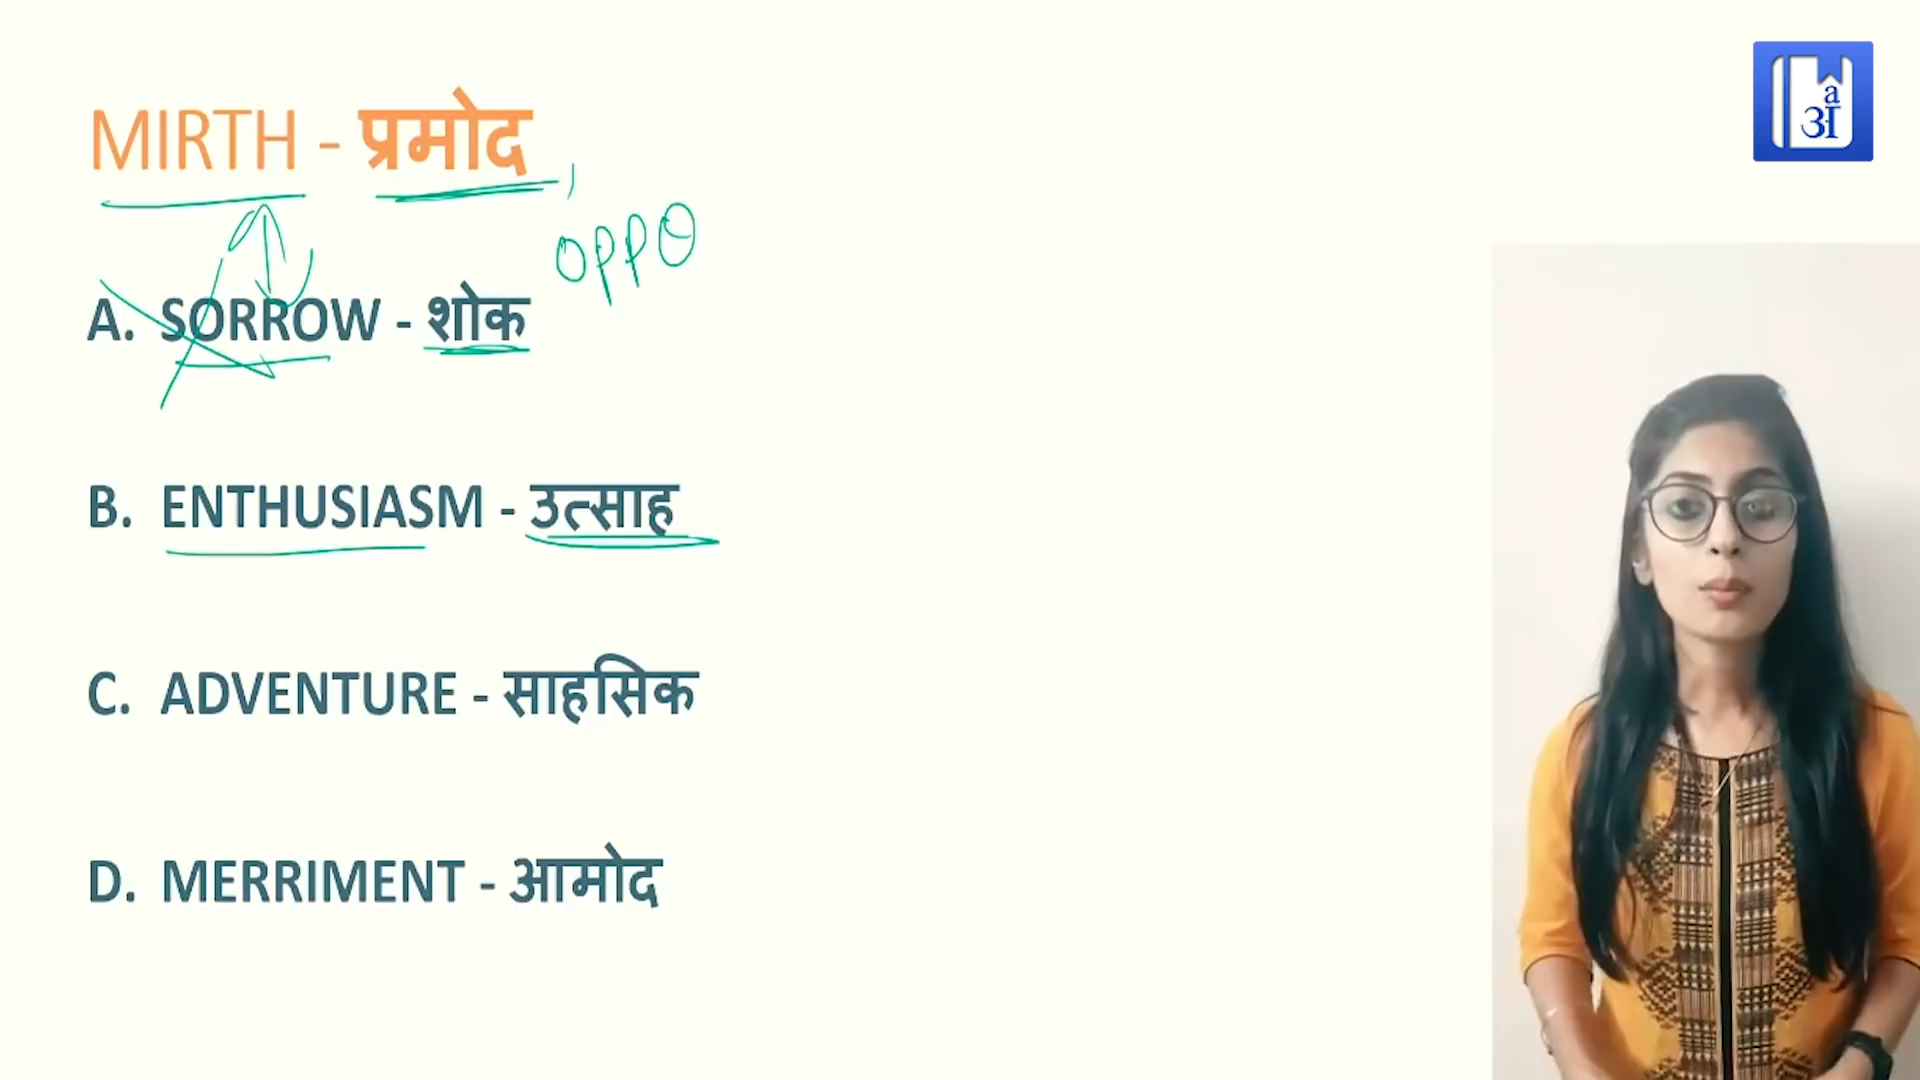 MIRTH - प्रमोद
OPPO
A. SORROW - शोक
B. ENTHUSIASM - उत्साह
C. ADVENTURE - साहसिक
D. MERRIMENT - आमोद
a
अ